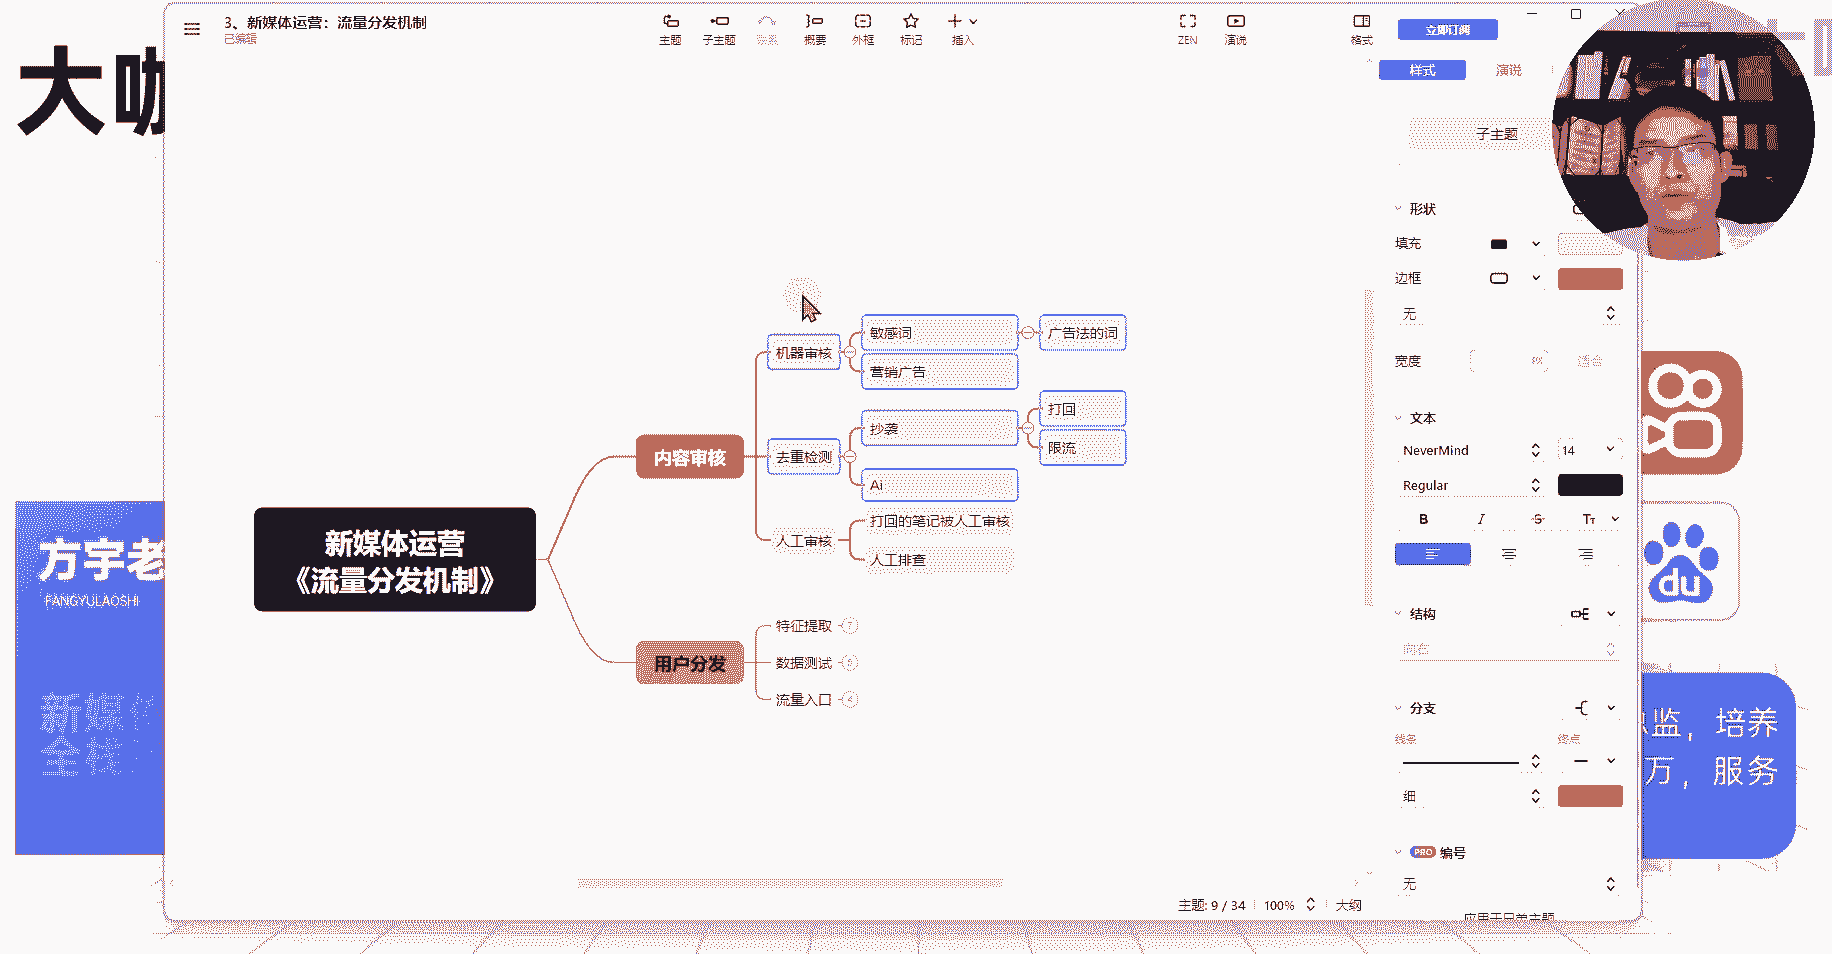 大咖
3、新媒体运营：流量分发机制
已编辑
主题
子主题
联系
概要
外框
标记
插入
ZEN
演说
格式
立即订阅
样式
演说
子主题
形状
填充
边框
无
宽度
文本
NeverMind
14
Regular
B I S Tт
结构
向右
分支
线条
终点
细
PRO 编号
无
应用于兄弟主题
新媒体运营
《流量分发机制》
内容审核
机器审核
敏感词
广告法的词
营销广告
去重检测
抄袭
打回
限流
Ai
人工审核
打回的笔记被人工审核
人工排查
用户分发
特征提取
7
数据测试
流量入口
4
主题: 9 / 34
100%
大纲
方宇老
FANGYULAOSHI
新媒体
全栈
du
监，培养
万，服务